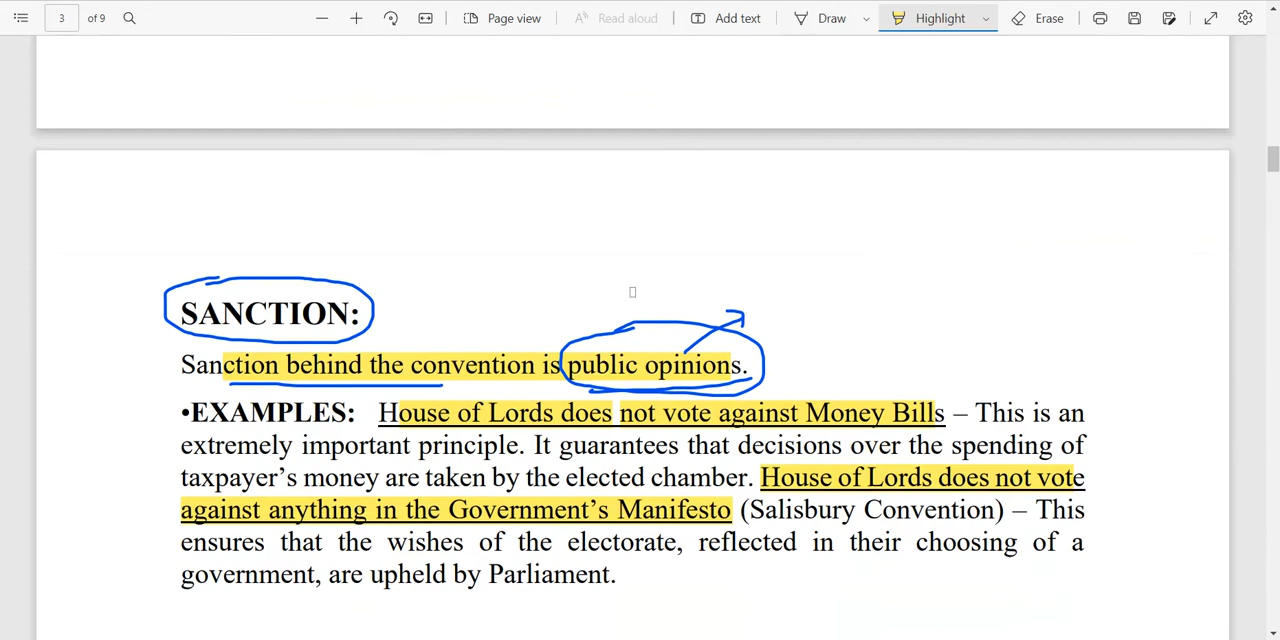 3 of 9 Page view Read aloud Add text Draw Highlight Erase
SANCTION:
Sanction behind the convention is public opinions.
•EXAMPLES: House of Lords does not vote against Money Bills – This is an
extremely important principle. It guarantees that decisions over the spending of
taxpayer's money are taken by the elected chamber. House of Lords does not vote
against anything in the Government's Manifesto (Salisbury Convention) – This
ensures that the wishes of the electorate, reflected in their choosing of a
government, are upheld by Parliament.